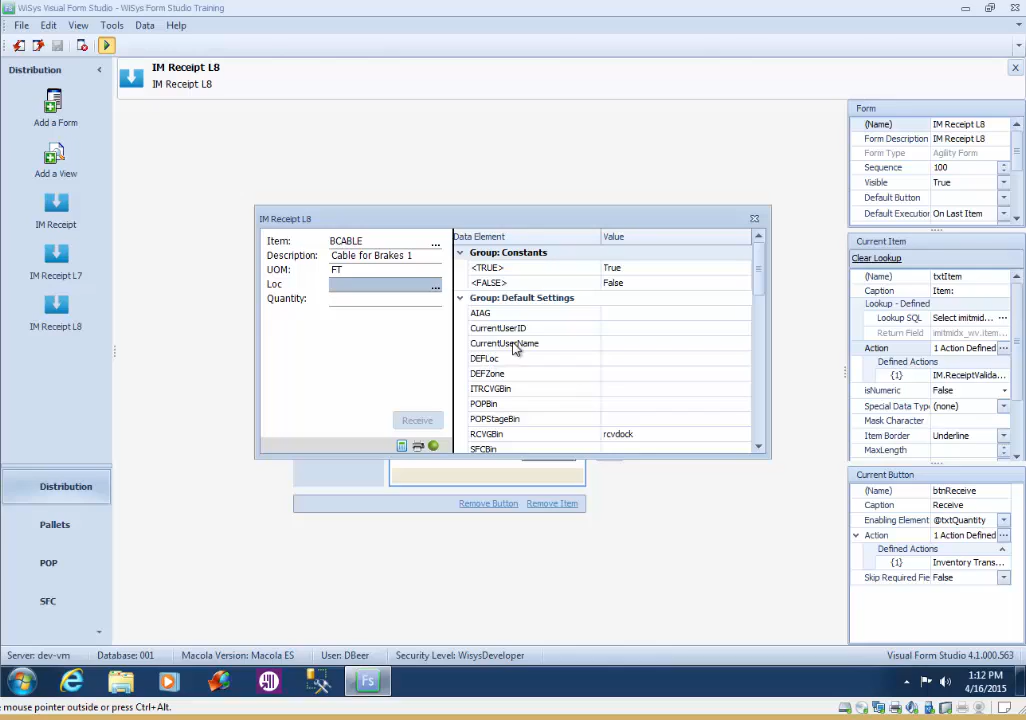 WiSys Visual Form Studio - WiSys Form Studio Training
File Edit View Tools Data Help
Distribution
Add a Form
Add a View
IM Receipt
IM Receipt L7
IM Receipt L8
Distribution
Pallets
POP
SFC
IM Receipt L8
IM Receipt L8
IM Receipt L8
Item: BCABLE ...
Description: Cable for Brakes 1
UOM: FT
Loc ...
Quantity:
Receive
Data Element Value
Group: Constants
<TRUE> True
<FALSE> False
Group: Default Settings
AIAG
CurrentUserID
CurrentUserName
DEFLoc
DEFZone
ITRCVGBin
POPBin
POPStageBin
RCVGBin rcvdock
SFCBin
Remove Button Remove Item
Form
(Name) IM Receipt L8
Form Description IM Receipt L8
Form Type Agility Form
Sequence 100
Visible True
Default Button
Default Execution On Last Item
Current Item
Clear Lookup
(Name) txtItem
Caption Item:
Lookup - Defined
Lookup SQL Select imitmid... ...
Return Field imitmidx_wv.item...
Action 1 Action Defined ...
Defined Actions
{1} IM.ReceiptValida...
isNumeric False
Special Data Type (none)
Mask Character
Item Border Underline
MaxLength
Current Button
(Name) btnReceive
Caption Receive
Enabling Element @txtQuantity
Action 1 Action Defined ...
Defined Actions
{1} Inventory Trans...
Skip Required Fie False
Server: dev-vm Database: 001 Macola Version: Macola ES User: DBeer Security Level: WisysDeveloper Visual Form Studio 4.1.000.563
Fs
1:12 PM
4/16/2015
e mouse pointer outside or press Ctrl+Alt.